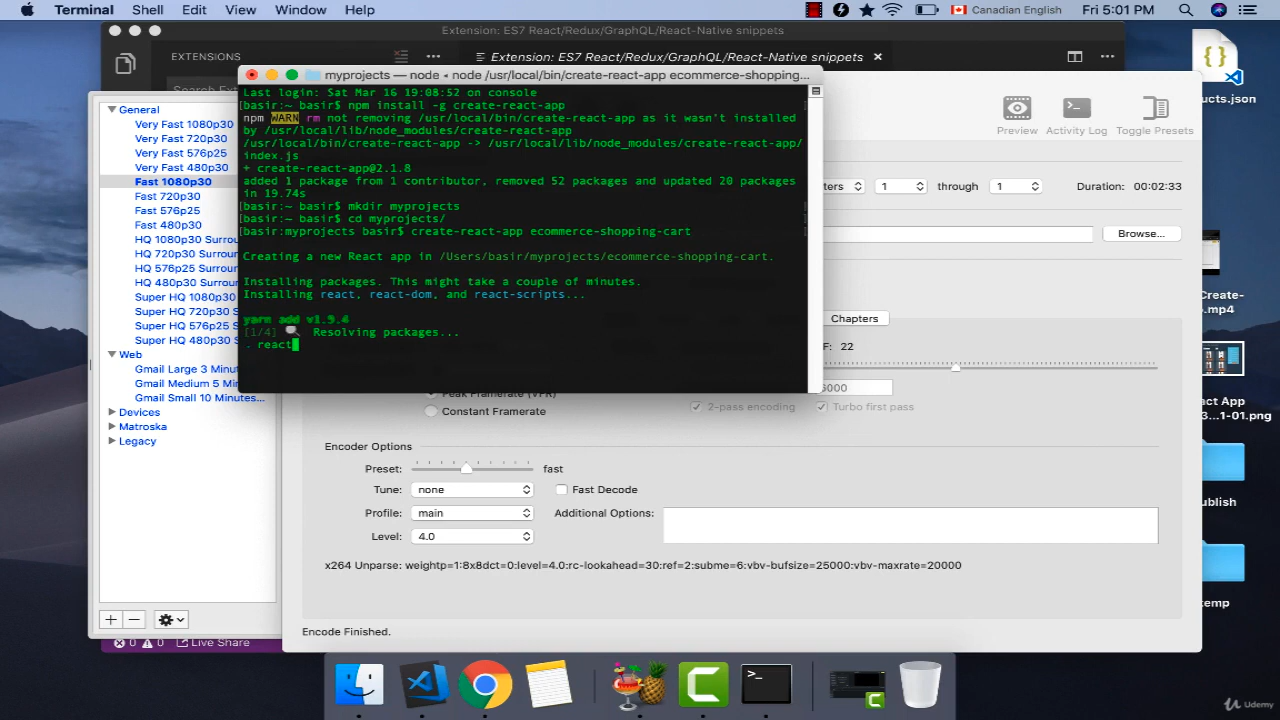 Terminal Shell Edit View Window Help
Canadian English Fri 5:01 PM
Extension: ES7 React/Redux/GraphQL/React-Native snippets
EXTENSIONS
Extension: ES7 React/Redux/GraphQL/React-Native snippets
myprojects — node ◂ node /usr/local/bin/create-react-app ecommerce-shopping...
Last login: Sat Mar 16 19:08:52 on console
[basir:~ basir$ npm install -g create-react-app
npm WARN rm not removing /usr/local/bin/create-react-app as it wasn't installed
by /usr/local/lib/node_modules/create-react-app
/usr/local/bin/create-react-app -> /usr/local/lib/node_modules/create-react-app/
index.js
+ create-react-app@2.1.8
added 1 package from 1 contributor, removed 52 packages and updated 20 packages
in 19.74s
[basir:~ basir$ mkdir myprojects
[basir:~ basir$ cd myprojects/
[basir:myprojects basir$ create-react-app ecommerce-shopping-cart
Creating a new React app in /Users/basir/myprojects/ecommerce-shopping-cart.
Installing packages. This might take a couple of minutes.
Installing react, react-dom, and react-scripts...
yarn add v1.9.4
[1/4] Resolving packages...
. react
General
Very Fast 1080p30
Very Fast 720p30
Very Fast 576p25
Very Fast 480p30
Fast 1080p30
Fast 720p30
Fast 576p25
Fast 480p30
HQ 1080p30 Surrou
HQ 720p30 Surroun
HQ 576p25 Surroun
HQ 480p30 Surroun
Super HQ 1080p30
Super HQ 720p30 S
Super HQ 576p25 S
Super HQ 480p30 S
Web
Gmail Large 3 Minut
Gmail Medium 5 Min
Gmail Small 10 Minutes...
Devices
Matroska
Legacy
Preview Activity Log Toggle Presets
ters 1 through 1 Duration: 00:02:33
Browse...
Chapters
F: 22
6000
Peak Framerate (VFR)
Constant Framerate
2-pass encoding Turbo first pass
Encoder Options
Preset: fast
Tune: none Fast Decode
Profile: main Additional Options:
Level: 4.0
x264 Unparse: weightp=1:8x8dct=0:level=4.0:rc-lookahead=30:ref=2:subme=6:vbv-bufsize=25000:vbv-maxrate=20000
Encode Finished.
0 0 Live Share
ucts.json
Create-
.mp4
ct App
3...1-01.png
ublish
temp
Udemy